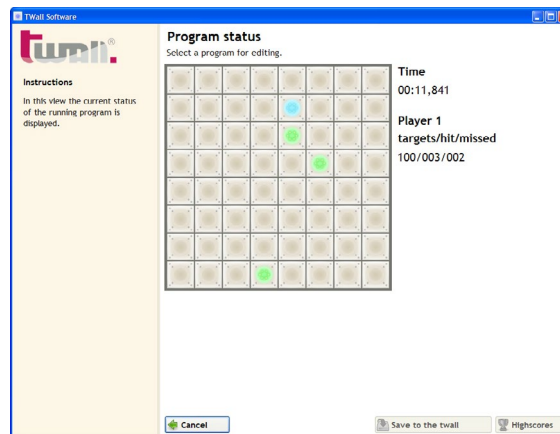 TWall Software
twall.®
Instructions
In this view the current status
of the running program is
displayed.
Program status
Select a program for editing.
Time
00:11,841
Player 1
targets/hit/missed
100/003/002
Cancel
Save to the twall
Highscores